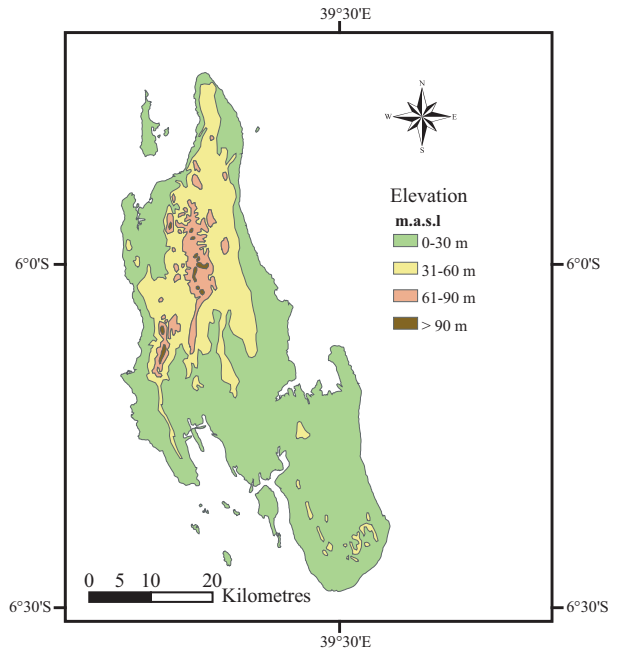 39°30'E
N
W E
S
Elevation
m.a.s.l
0-30 m
6°0'S 6°0'S
31-60 m
61-90 m
> 90 m
0 5 10 20
Kilometres
6°30'S 6°30'S
39°30'E